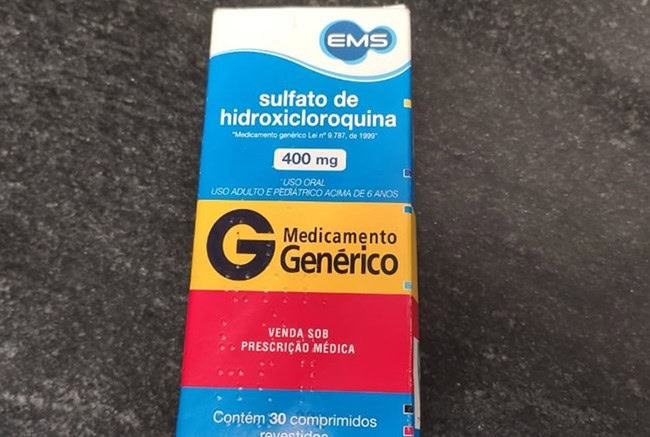 EMS
sulfato de
hidroxicloroquina
"Medicamento genérico Lei nº 9.787, de 1999"
400 mg
USO ORAL
USO ADULTO E PEDIÁTRICO ACIMA DE 6 ANOS
G Medicamento
Genérico
VENDA SOB
PRESCRIÇÃO MÉDICA
Contém 30 comprimidos
revestidos